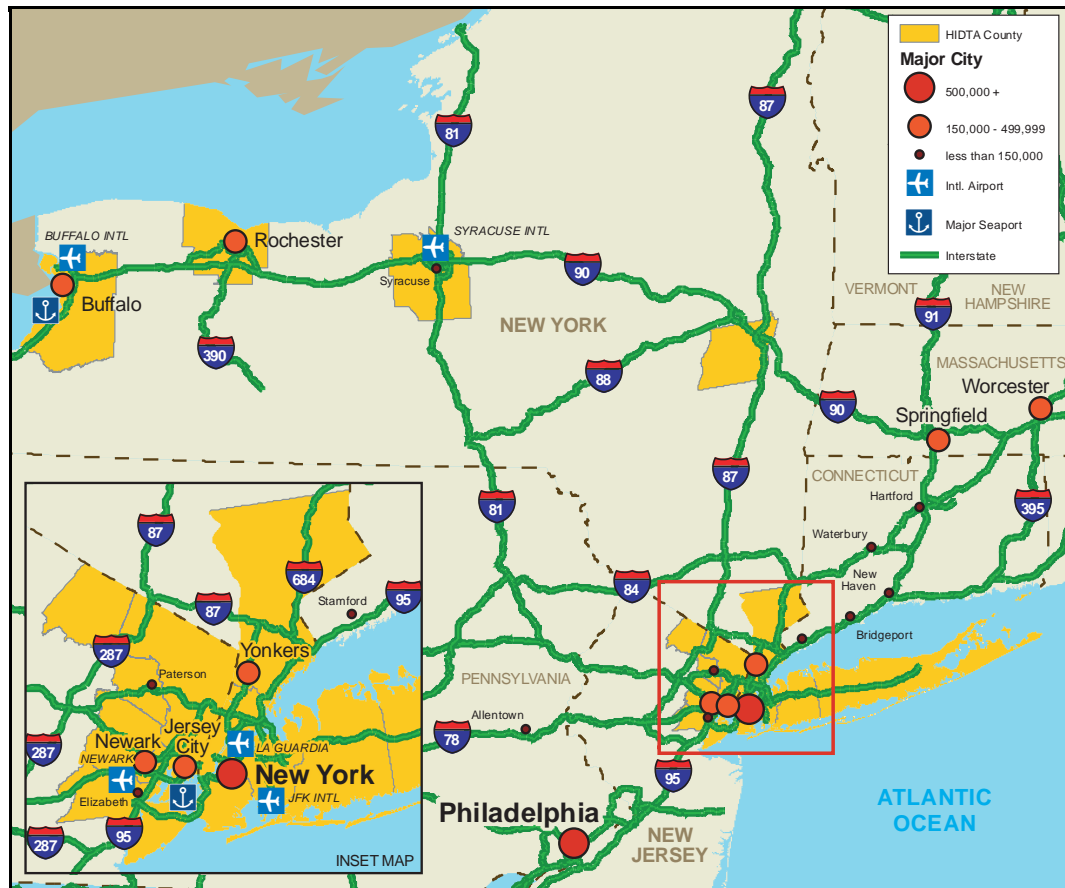 HIDTA County
Major City
500,000 +
150,000 - 499,999
less than 150,000
Intl. Airport
Major Seaport
Interstate
81
87
BUFFALO INTL
Rochester
SYRACUSE INTL
Syracuse
Buffalo
90
390
NEW YORK
88
VERMONT
NEW
HAMPSHIRE
91
MASSACHUSETTS
Worcester
90
Springfield
CONNECTICUT
Hartford
395
87
81
Waterbury
New
Haven
84
Bridgeport
PENNSYLVANIA
Allentown
78
95
Philadelphia
NEW
JERSEY
ATLANTIC
OCEAN
87
684
Stamford
95
87
287
Yonkers
Paterson
Jersey
City
287
Newark
NEWARK
LA GUARDIA
New York
Elizabeth
JFK INTL
95
287
INSET MAP